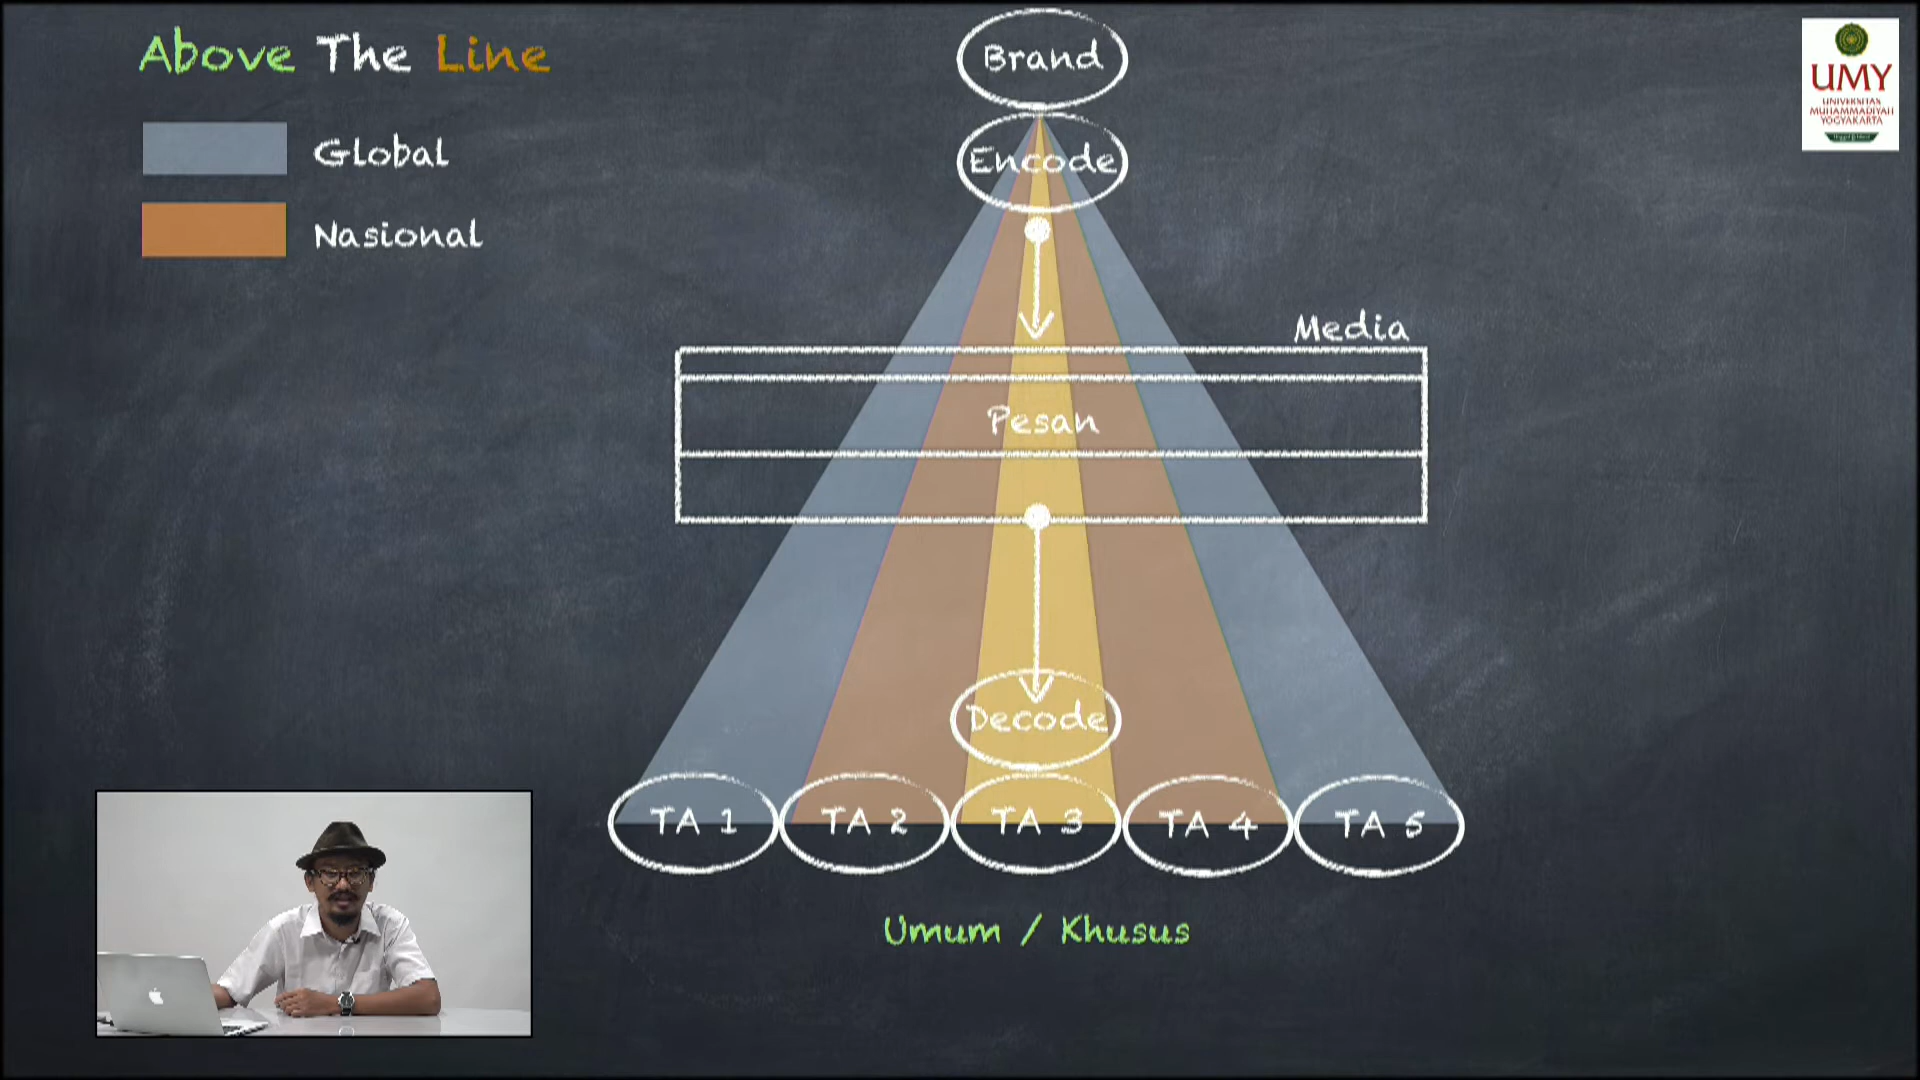 Above The Line
Global
Nasional
Brand
Encode
Media
Pesan
Decode
TA 1
TA 2
TA 3
TA 4
TA 5
Umum / Khusus
UMY
UNIVERSITAS
MUHAMMADIYAH
YOGYAKARTA